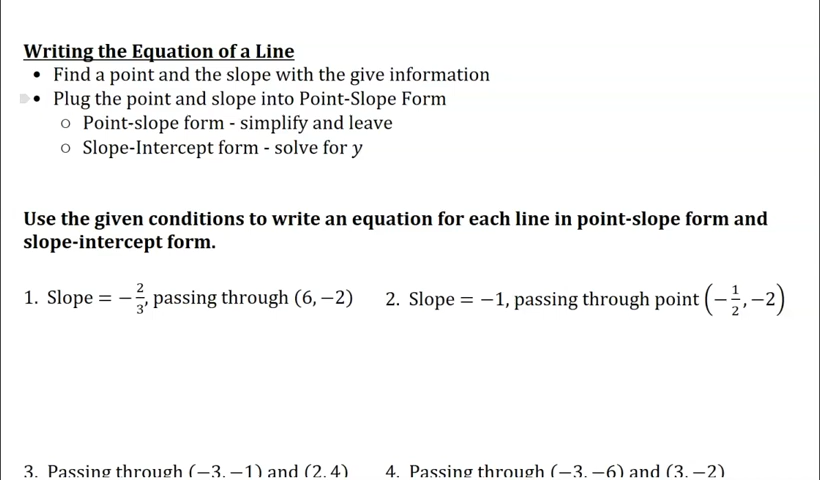 Writing the Equation of a Line
• Find a point and the slope with the give information
• Plug the point and slope into Point-Slope Form
○ Point-slope form - simplify and leave
○ Slope-Intercept form - solve for y
Use the given conditions to write an equation for each line in point-slope form and
slope-intercept form.
1. Slope = −2/3, passing through (6, −2)
2. Slope = −1, passing through point (−1/2, −2)
3. Passing through (−3, −1) and (2, 4)
4. Passing through (−3, −6) and (3, −2)